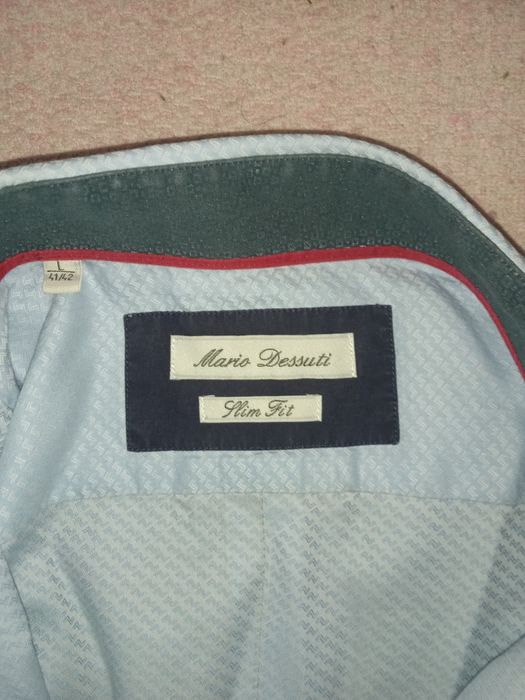 L
41/42
Mario Dessuti
Slim Fit